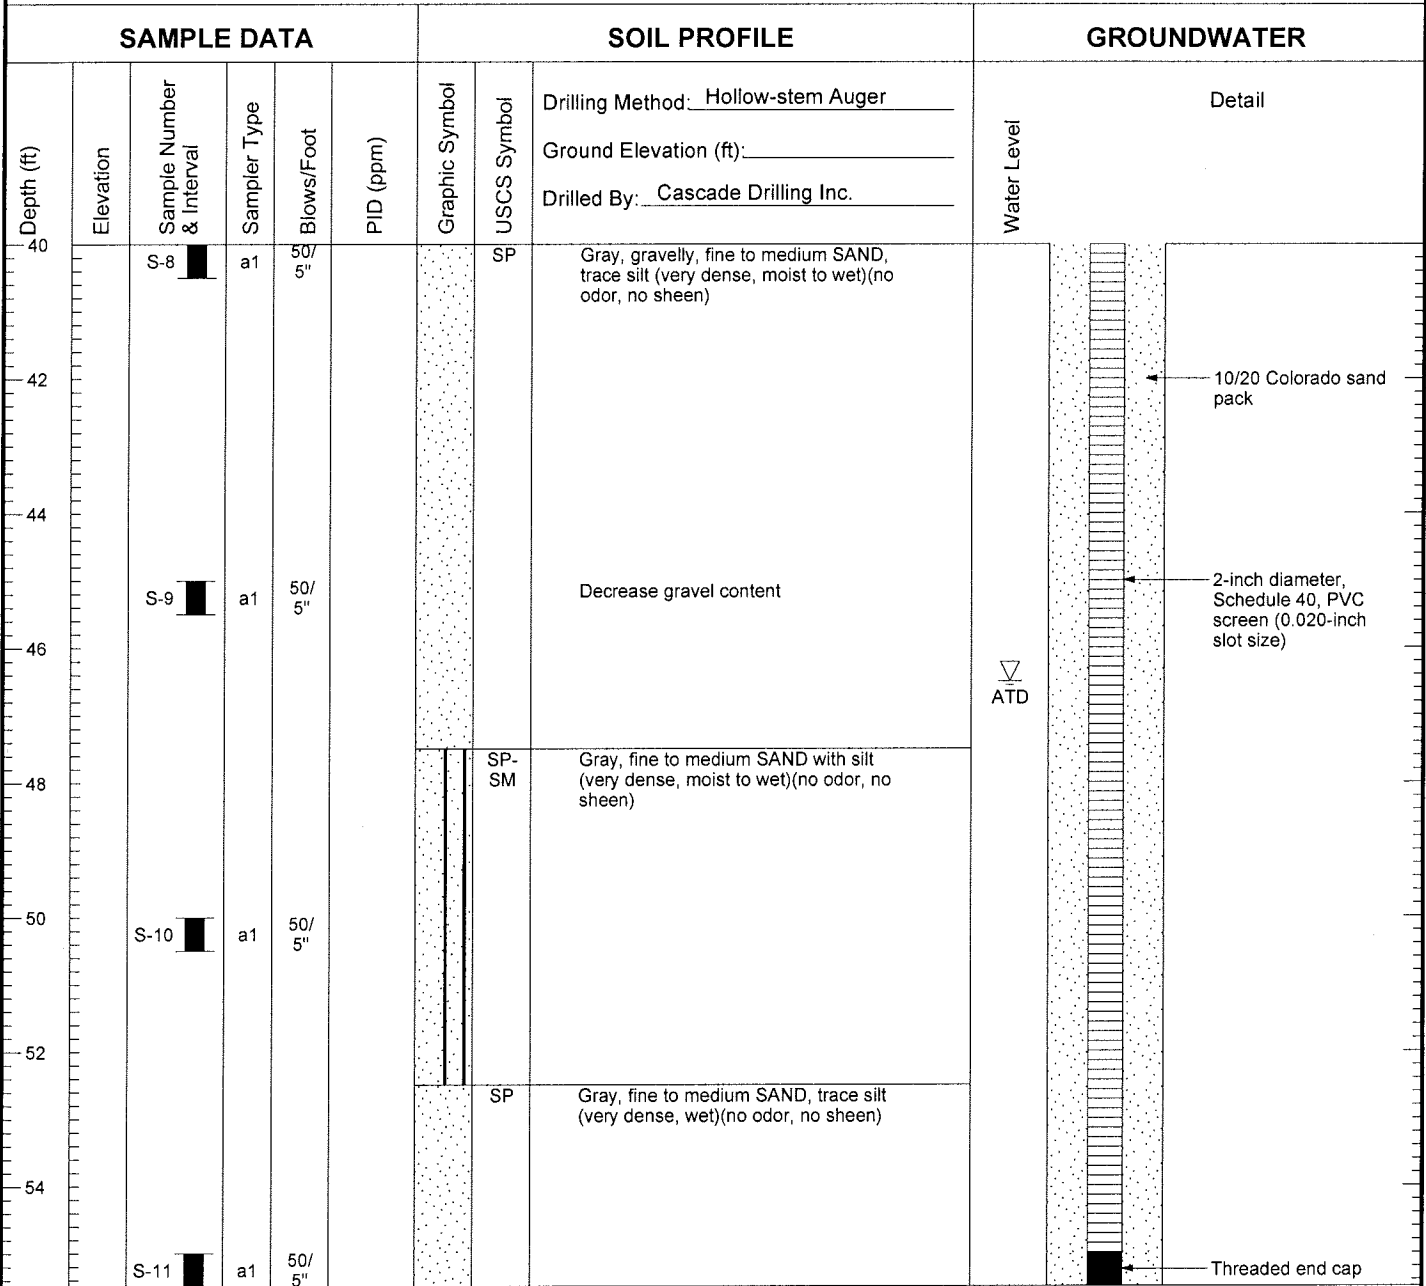 SAMPLE DATA
SOIL PROFILE
GROUNDWATER
Depth (ft)
Elevation
Sample Number
& Interval
Sampler Type
Blows/Foot
PID (ppm)
Graphic Symbol
USCS Symbol
Drilling Method: Hollow-stem Auger
Ground Elevation (ft):
Drilled By: Cascade Drilling Inc.
Water Level
Detail
40
S-8
a1
50/
5"
SP
Gray, gravelly, fine to medium SAND,
trace silt (very dense, moist to wet)(no
odor, no sheen)
42
10/20 Colorado sand
pack
44
S-9
a1
50/
5"
Decrease gravel content
2-inch diameter,
Schedule 40, PVC
screen (0.020-inch
slot size)
46
ATD
SP-
SM
Gray, fine to medium SAND with silt
(very dense, moist to wet)(no odor, no
sheen)
48
50
S-10
a1
50/
5"
52
SP
Gray, fine to medium SAND, trace silt
(very dense, wet)(no odor, no sheen)
54
S-11
a1
50/
5"
Threaded end cap